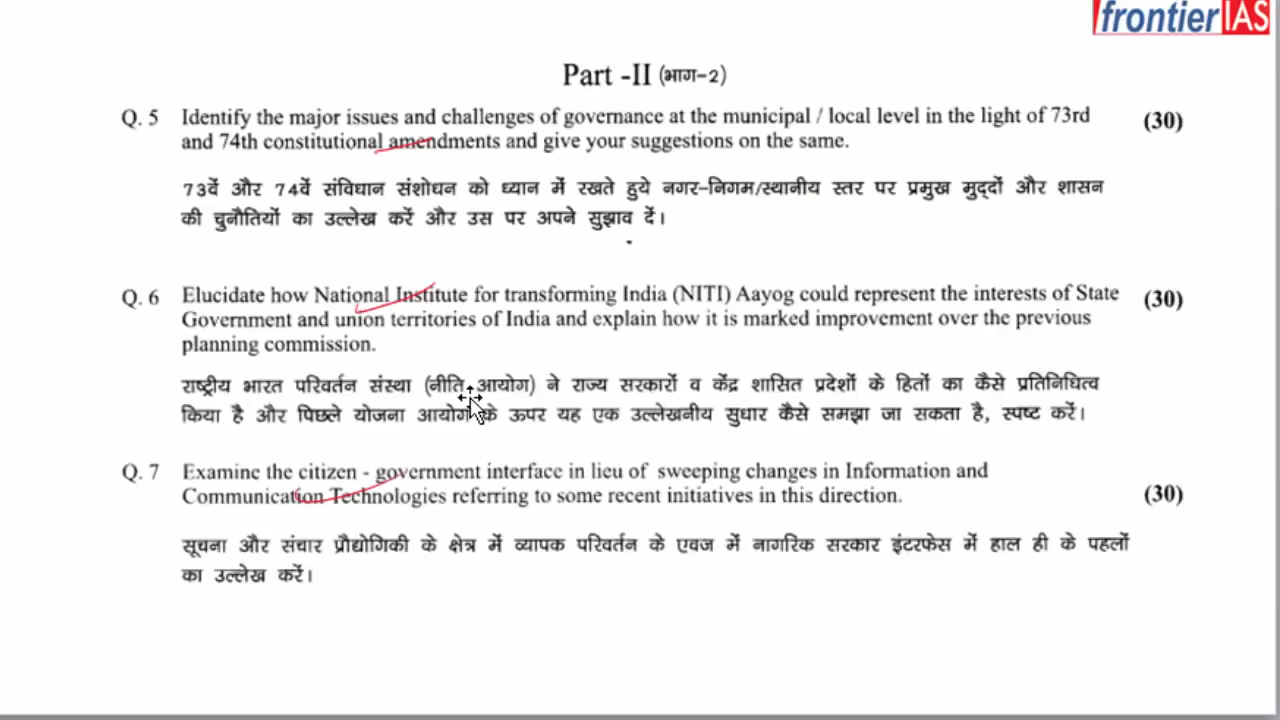 frontierIAS
Part -II (भाग-2)
Q. 5 Identify the major issues and challenges of governance at the municipal / local level in the light of 73rd (30)
and 74th constitutional amendments and give your suggestions on the same.
73वें और 74वें संविधान संशोधन को ध्यान में रखते हुये नगर-निगम/स्थानीय स्तर पर प्रमुख मुद्दों और शासन
की चुनौतियों का उल्लेख करें और उस पर अपने सुझाव दें।
Q. 6 Elucidate how National Institute for transforming India (NITI) Aayog could represent the interests of State (30)
Government and union territories of India and explain how it is marked improvement over the previous
planning commission.
राष्ट्रीय भारत परिवर्तन संस्था (नीति आयोग) ने राज्य सरकारों व केंद्र शासित प्रदेशों के हितों का कैसे प्रतिनिधित्व
किया है और पिछले योजना आयोग के ऊपर यह एक उल्लेखनीय सुधार कैसे समझा जा सकता है, स्पष्ट करें।
Q. 7 Examine the citizen - government interface in lieu of sweeping changes in Information and
Communication Technologies referring to some recent initiatives in this direction. (30)
सूचना और संचार प्रौद्योगिकी के क्षेत्र में व्यापक परिवर्तन के एवज में नागरिक सरकार इंटरफेस में हाल ही के पहलों
का उल्लेख करें।